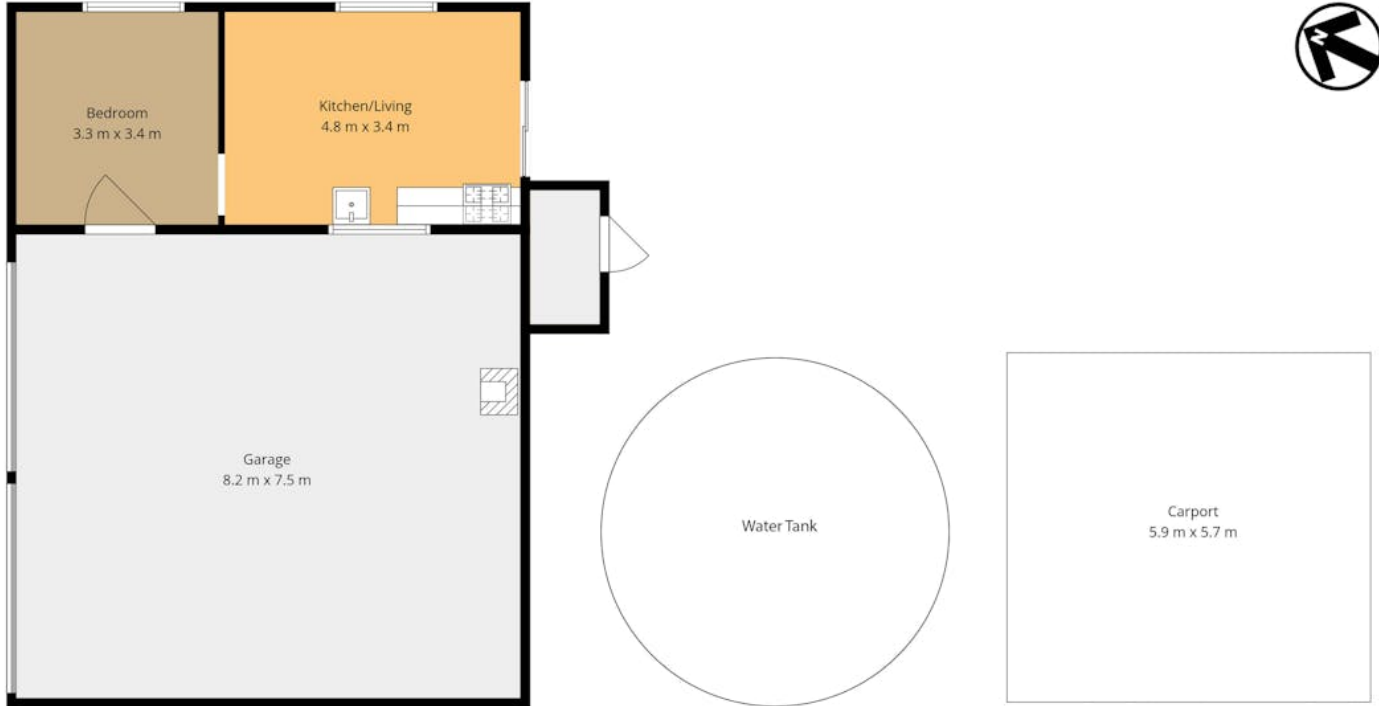 N
Bedroom
3.3 m x 3.4 m
Kitchen/Living
4.8 m x 3.4 m
Garage
8.2 m x 7.5 m
Water Tank
Carport
5.9 m x 5.7 m